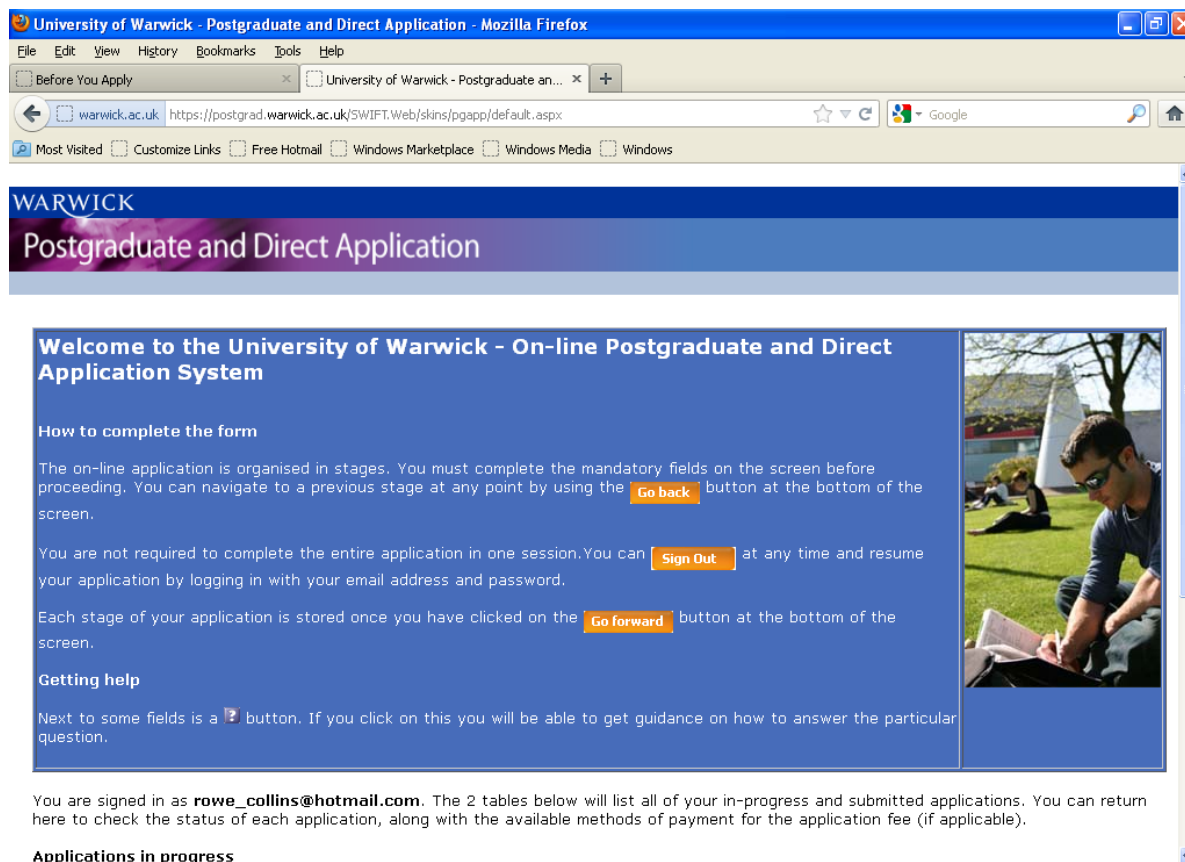 University of Warwick - Postgraduate and Direct Application - Mozilla Firefox
File Edit View History Bookmarks Tools Help
Before You Apply × University of Warwick - Postgraduate an... × +
warwick.ac.uk https://postgrad.warwick.ac.uk/SWIFT.Web/skins/pgapp/default.aspx Google
Most Visited Customize Links Free Hotmail Windows Marketplace Windows Media Windows
WARWICK
Postgraduate and Direct Application
Welcome to the University of Warwick - On-line Postgraduate and Direct
Application System
How to complete the form
The on-line application is organised in stages. You must complete the mandatory fields on the screen before
proceeding. You can navigate to a previous stage at any point by using the Go back button at the bottom of the
screen.
You are not required to complete the entire application in one session.You can Sign Out at any time and resume
your application by logging in with your email address and password.
Each stage of your application is stored once you have clicked on the Go forward button at the bottom of the
screen.
Getting help
Next to some fields is a ? button. If you click on this you will be able to get guidance on how to answer the particular
question.
You are signed in as rowe_collins@hotmail.com. The 2 tables below will list all of your in-progress and submitted applications. You can return
here to check the status of each application, along with the available methods of payment for the application fee (if applicable).
Applications in progress